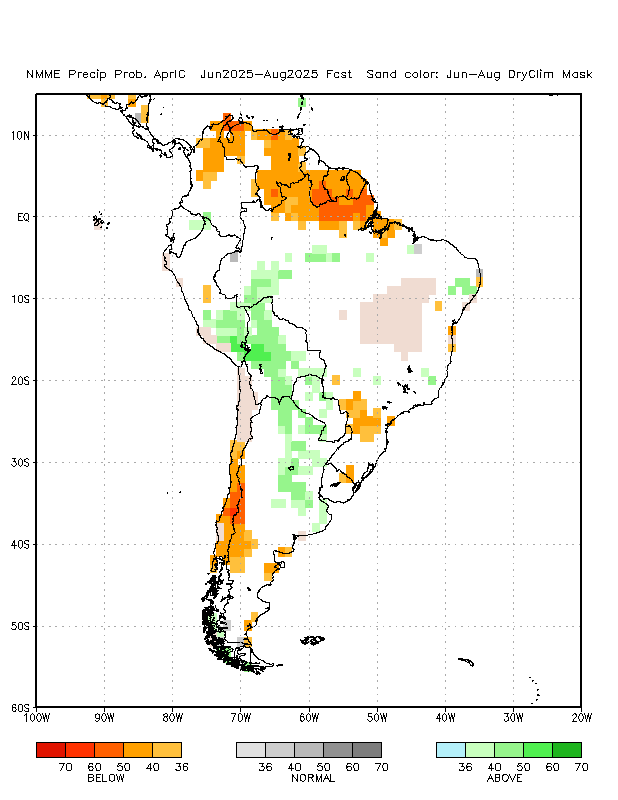 NMME Precip Prob. AprIC Jun2025-Aug2025 Fcst Sand color: Jun-Aug DryClim Mask
10N
EQ
10S
20S
30S
40S
50S
60S
100W 90W 80W 70W 60W 50W 40W 30W 20W
70 60 50 40 36 36 40 50 60 70 36 40 50 60 70
BELOW NORMAL ABOVE